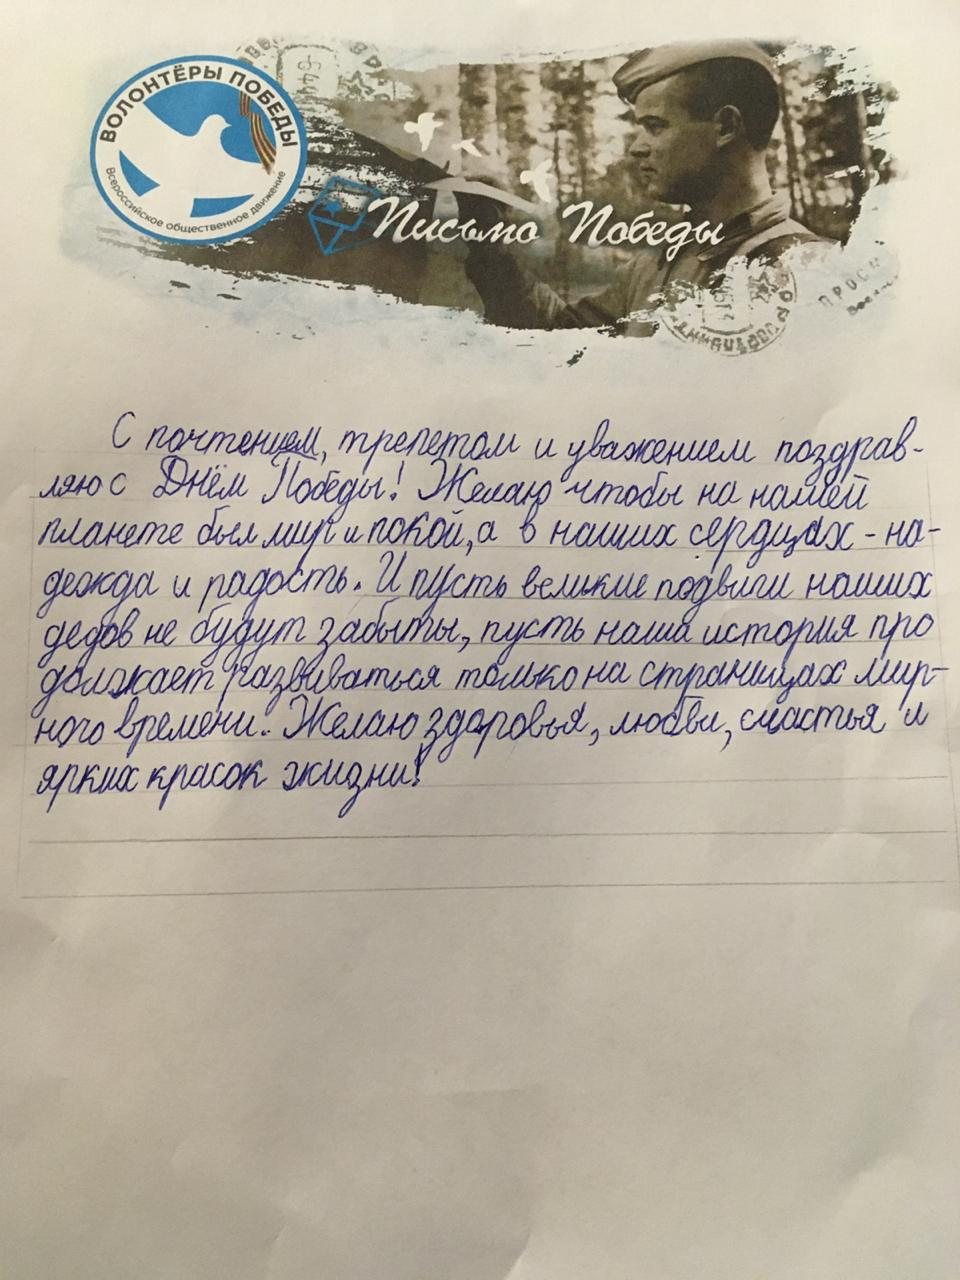 ВОЛОНТЁРЫ ПОБЕДЫ
Всероссийское общественное движение
Письмо Победы
ПРОСМ
С почтением, трепетом и уважением поздрав-
ляю с Днём Победы! Желаю чтобы на нашей
планете был мир и покой, а в наших сердцах - на-
дежда и радость. И пусть великие подвиги наших
дедов не будут забыты, пусть наша история про
должает развиваться только на страницах мир-
ного времени. Желаю здоровья, любви, счастья и
ярких красок жизни!